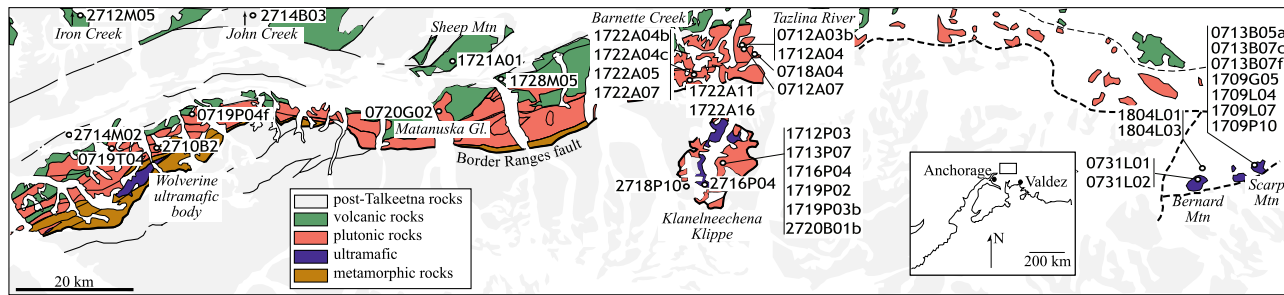 2712M05
Iron Creek
2714B03
John Creek
Sheep Mtn
1721A01
1728M05
0720G02
Matanuska Gl.
Border Ranges fault
0719P04f
2714M02
2710B2
0719T04
Wolverine
ultramafic
body
20 km
post-Talkeetna rocks
volcanic rocks
plutonic rocks
ultramafic
metamorphic rocks
Barnette Creek
1722A04b
1722A04c
1722A05
1722A07
1722A11
1722A16
Tazlina River
0712A03b
0712A04
0718A04
0712A07
1712P03
1713P07
1716P04
1719P02
1719P03b
2720B01b
2718P10
2716P04
Klanelneechena
Klippe
Anchorage
Valdez
N
200 km
0713B05a
0713B07c
0713B07f
1709G05
1709L04
1709L07
1709P10
1804L01
1804L03
0731L01
0731L02
Bernard
Mtn
Scarp
Mtn